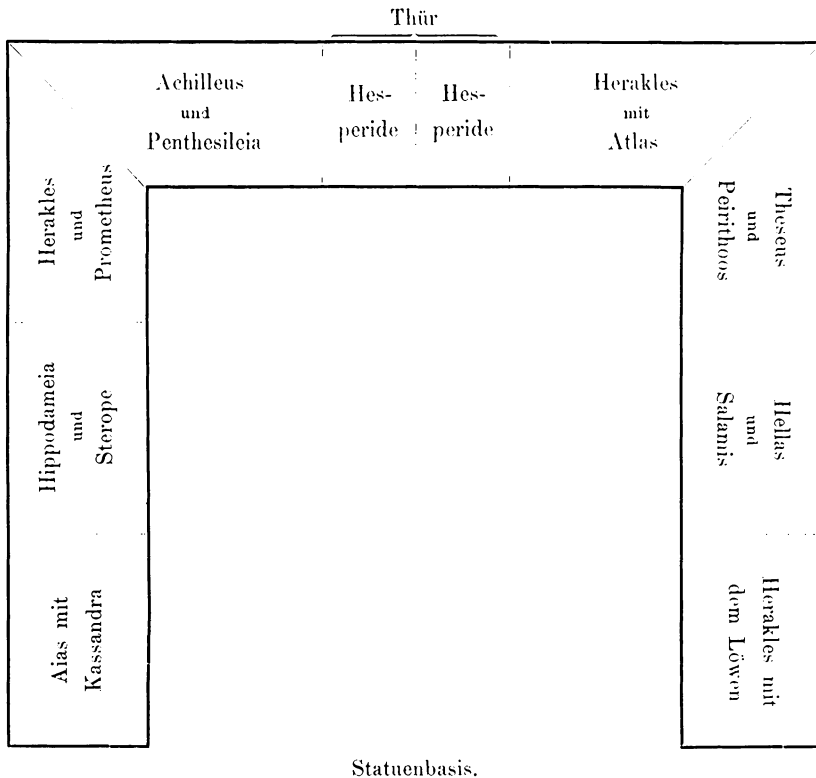 Thür
Achilleus
und
Penthesileia
Hes-
peride
Hes-
peride
Herakles
mit
Atlas
Herakles
und
Prometheus
Theseus
und
Peirithoos
Hippodameia
und
Sterope
Hellas
und
Salamis
Aias mit
Kassandra
Herakles mit
dem Löwen
Statuenbasis.